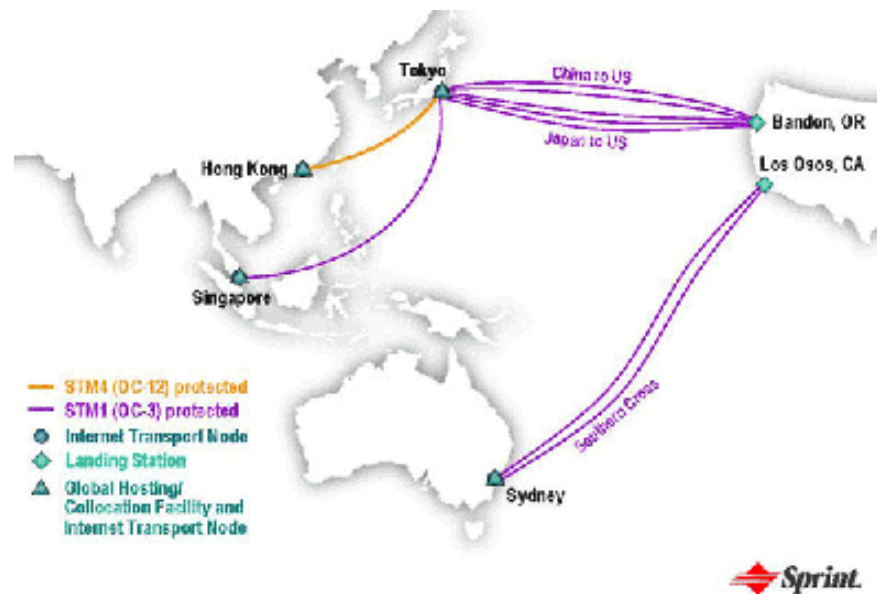 Tokyo
China to US
Bandon, OR
Japan to US
Los Osos, CA
Hong Kong
Singapore
STM4 (OC-12) protected
STM1 (OC-3) protected
Internet Transport Node
Landing Station
Global Hosting/
Collocation Facility and
Internet Transport Node
Southern Cross
Sydney
Sprint.